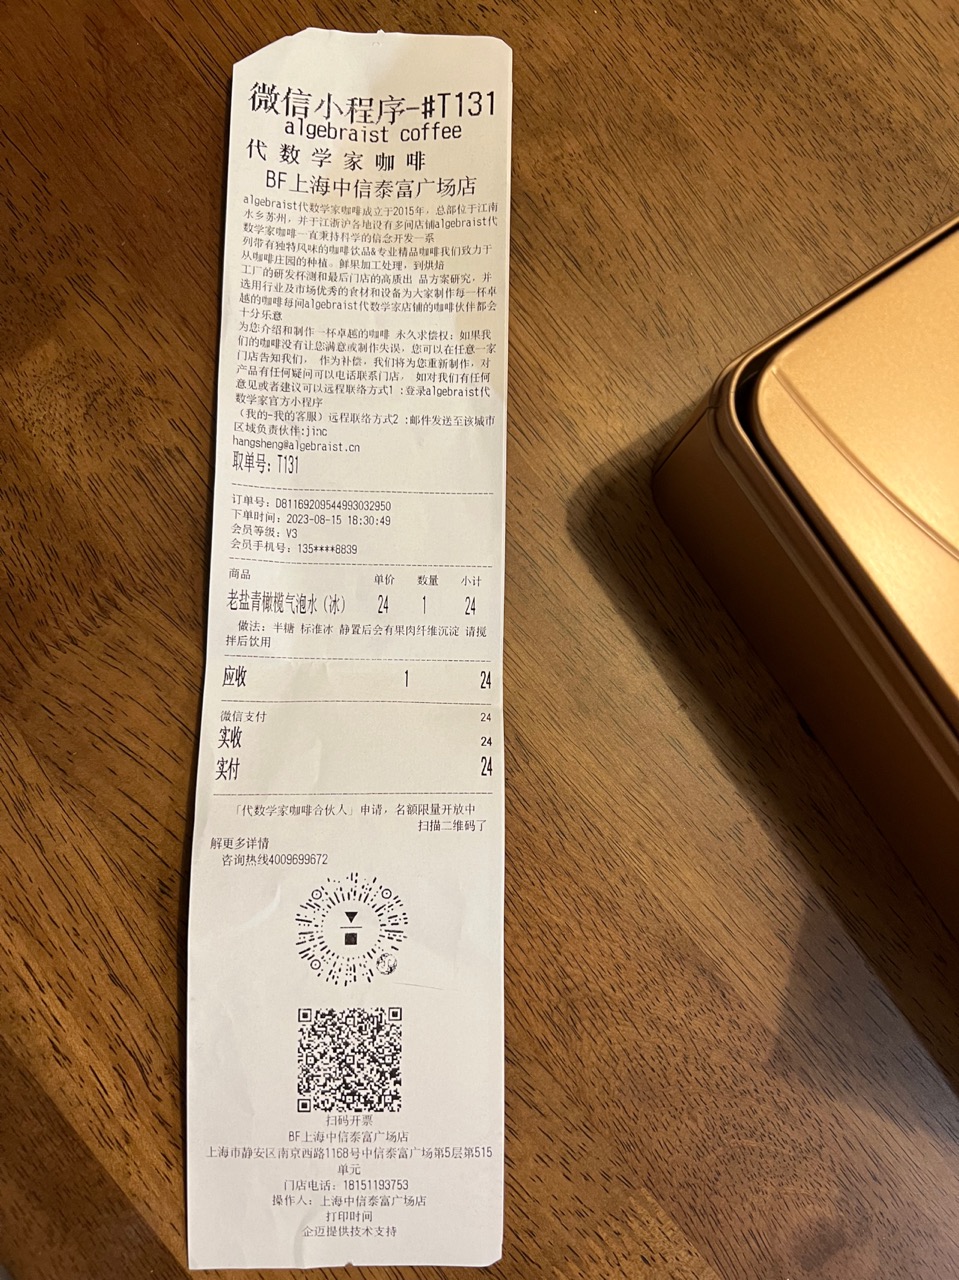 微信小程序-#T131
algebraist coffee
代数学家咖啡
BF上海中信泰富广场店
algebraist代数学家咖啡成立于2015年，总部位于江南
水乡苏州，并于江浙沪各地设有多间店铺algebraist代
数学家咖啡一直秉持科学的信念开发一系
列带有独特风味的咖啡饮品&专业精品咖啡我们致力于
从咖啡庄园的种植。鲜果加工处理，到烘焙
工厂的研发杯测和最后门店的高质出 品方案研究，并
选用行业及市场优秀的食材和设备为大家制作每一杯卓
越的咖啡每间algebraist代数学家店铺的咖啡伙伴都会
十分乐意
为您介绍和制作一杯卓越的咖啡 永久求偿权：如果我
们的咖啡没有让您满意或制作失误，您可以在任意一家
门店告知我们， 作为补偿，我们将为您重新制作，对
产品有任何疑问可以电话联系门店， 如对我们有任何
意见或者建议可以远程联络方式1 :登录algebraist代
数学家官方小程序
（我的-我的客服）远程联络方式2 :邮件发送至该城市
区域负责伙伴:jinc
hangsheng@algebraist.cn
取单号：T131
订单号：D81169209544993032950
下单时间：2023-08-15 18:30:49
会员等级：V3
会员手机号：135****8839
商品 单价 数量 小计
老盐青橄榄气泡水（冰） 24 1 24
做法：半糖 标准冰 静置后会有果肉纤维沉淀 请搅
拌后饮用
应收 1 24
微信支付 24
实收 24
实付 24
「代数学家咖啡合伙人」申请，名额限量开放中
扫描二维码了
解更多详情
咨询热线4009699672
扫码开票
BF上海中信泰富广场店
上海市静安区南京西路1168号中信泰富广场第5层第515
单元
门店电话：18151193753
操作人：上海中信泰富广场店
打印时间
企迈提供技术支持